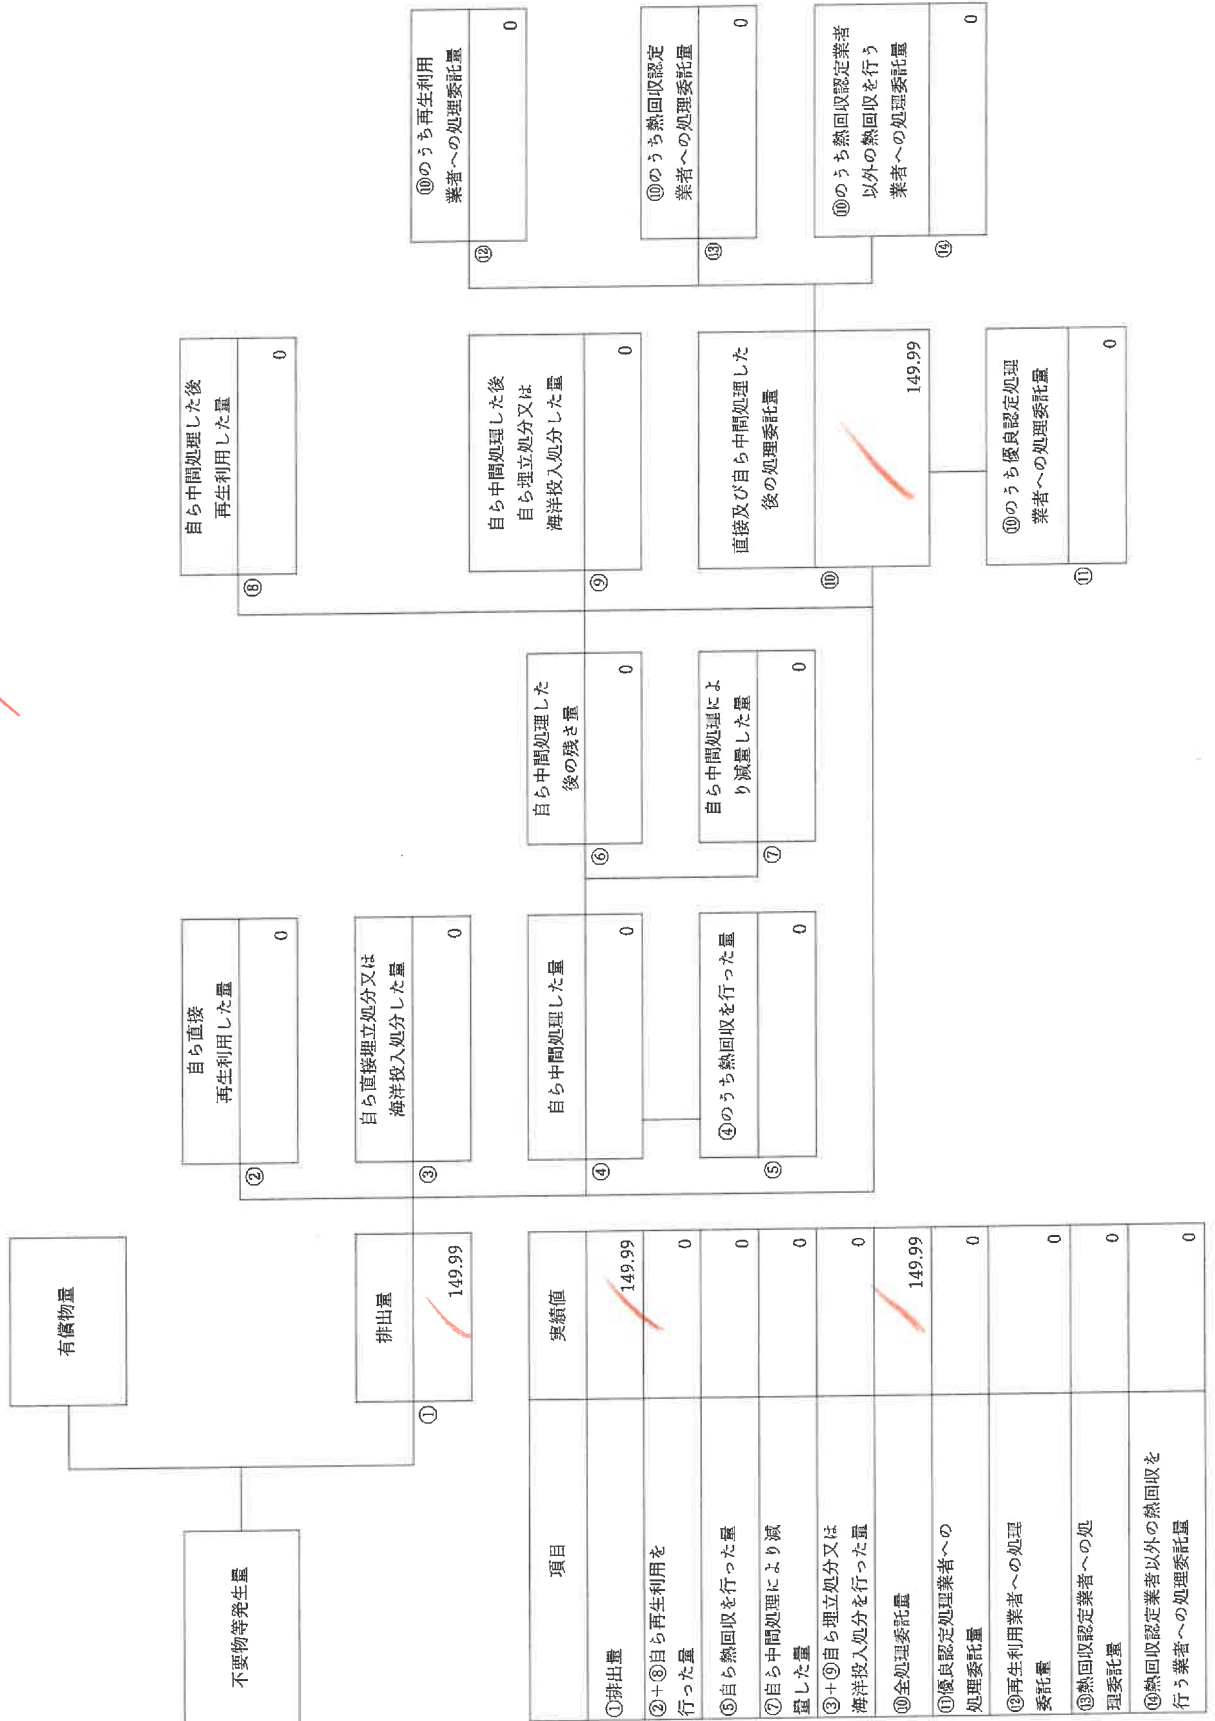 不要物等発生量
有償物量
①
排出量
149.99
②
自ら直接
再生利用した量
0
③
自ら直接埋立処分又は
海洋投入処分した量
0
④
自ら中間処理した量
0
⑤
④のうち熱回収を行った量
0
⑥
自ら中間処理した
後の残さ量
0
⑦
自ら中間処理によ
り減量した量
0
⑧
自ら中間処理した後
再生利用した量
0
⑨
自ら中間処理した後
自ら埋立処分又は
海洋投入処分した量
0
⑩
直接及び自ら中間処理した
後の処理委託量
149.99
⑪
⑩のうち優良認定処理
業者への処理委託量
0
⑫
⑩のうち再生利用
業者への処理委託量
0
⑬
⑩のうち熱回収認定
業者への処理委託量
0
⑭
⑩のうち熱回収認定業者
以外の熱回収を行う
業者への処理委託量
0
項目 実績値
①排出量 149.99
②+⑧自ら再生利用を
行った量 0
⑤自ら熱回収を行った量 0
⑦自ら中間処理により減
量した量 0
③+⑨自ら埋立処分又は
海洋投入処分を行った量 0
⑩全処理委託量 149.99
⑪優良認定処理業者への
処理委託量 0
⑫再生利用業者への処理
委託量 0
⑬熱回収認定業者への処
理委託量 0
⑭熱回収認定業者以外の熱回収を
行う業者への処理委託量 0